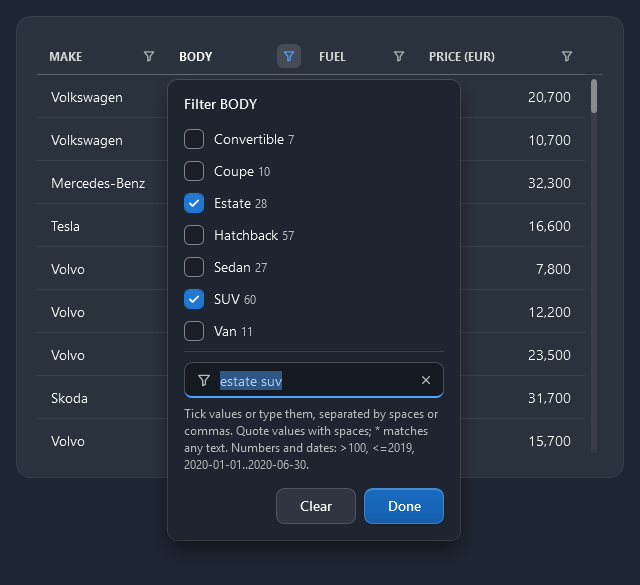 MAKE BODY FUEL PRICE (EUR)
Volkswagen 20,700
Volkswagen 10,700
Mercedes-Benz 32,300
Tesla 16,600
Volvo 7,800
Volvo 12,200
Volvo 23,500
Skoda 31,700
Volvo 15,700
Filter BODY
Convertible 7
Coupe 10
Estate 28
Hatchback 57
Sedan 27
SUV 60
Van 11
estate suv
Tick values or type them, separated by spaces or
commas. Quote values with spaces; * matches
any text. Numbers and dates: >100, <=2019,
2020-01-01..2020-06-30.
Clear Done